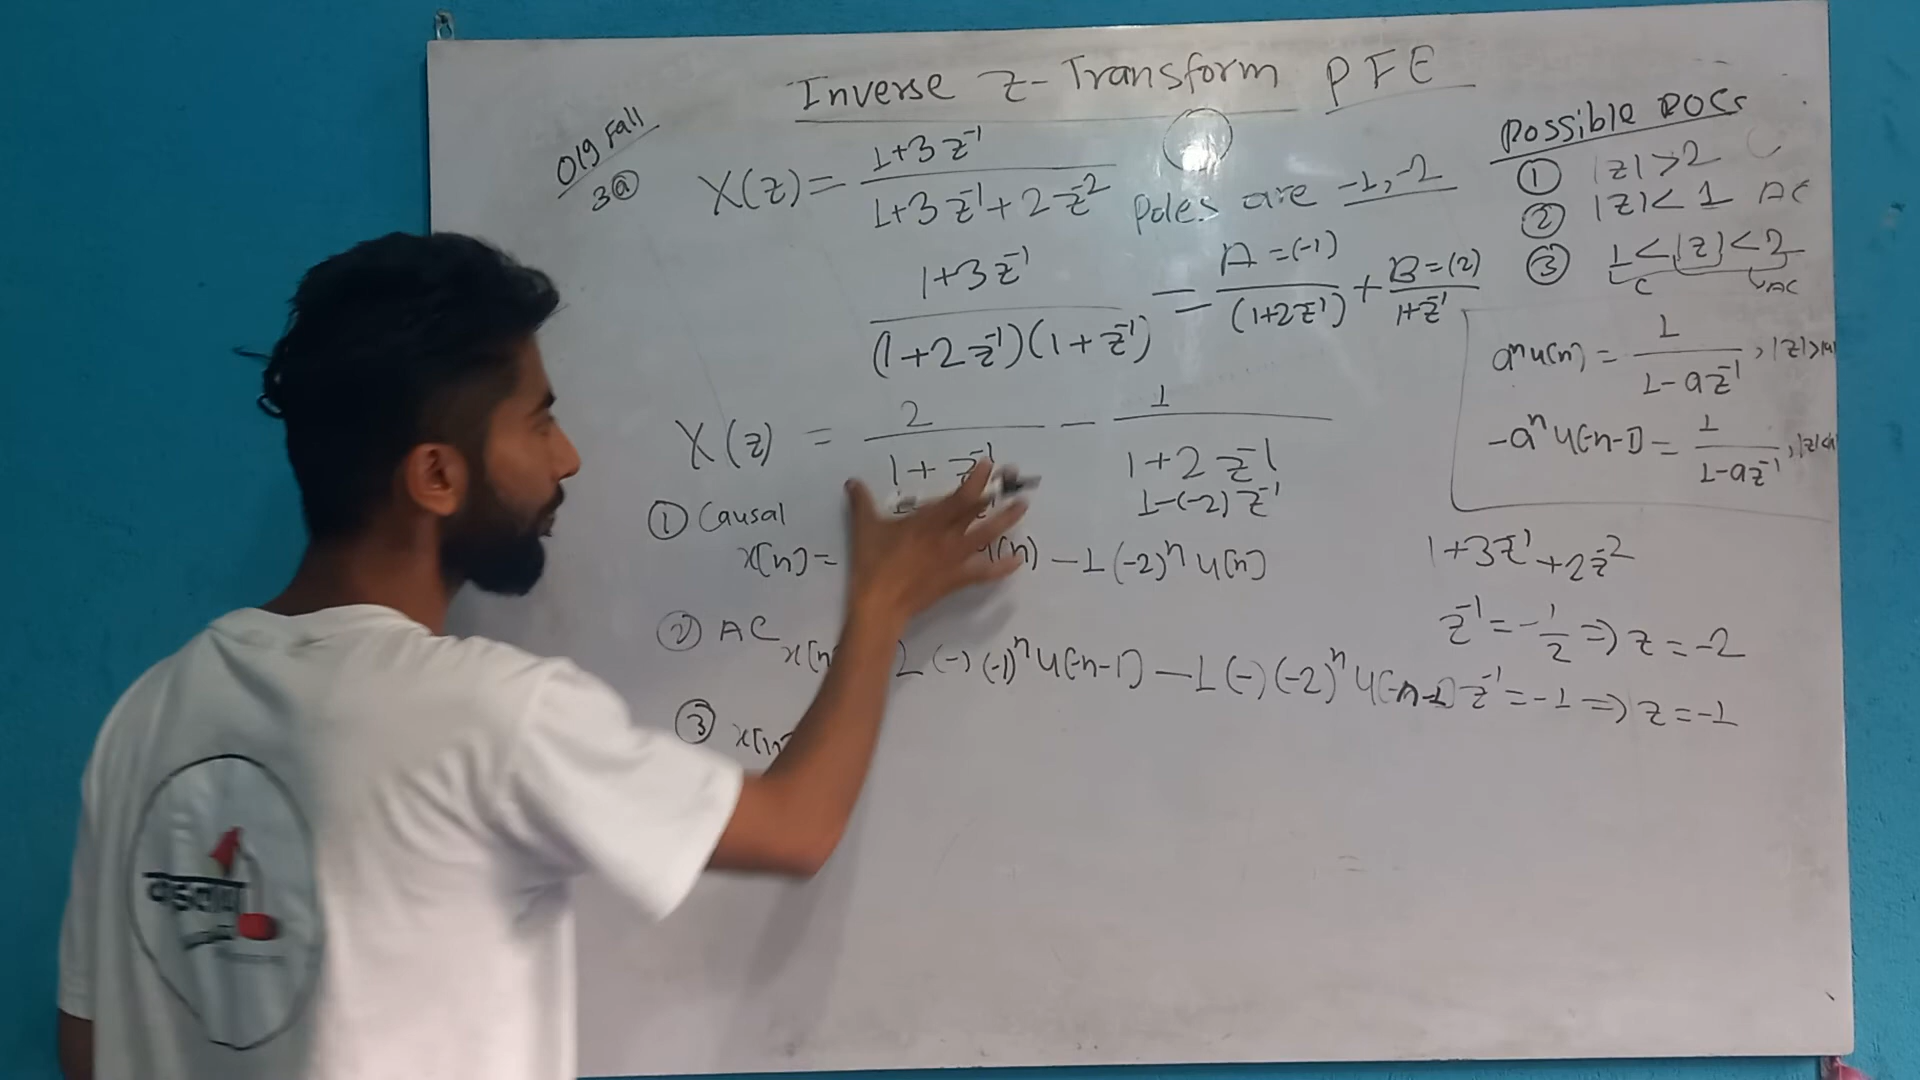 Inverse Z-Transform PFE
019 Fall
3ⓐ
X(z) = 1+3z⁻¹ / 1+3z⁻¹+2z⁻²
Poles are -1, -2
1+3z⁻¹ / (1+2z⁻¹)(1+z⁻¹) = A=(-1) / (1+2z⁻¹) + B=(2) / 1+z⁻¹
X(z) = 2 / 1+z⁻¹ - 1 / 1+2z⁻¹
1-(-2)z⁻¹
① Causal
x[n] = u(n) - 1(-2)ⁿ u[n]
② AC
2(-)(-1)ⁿ u(-n-1) - 1(-)(-2)ⁿ
③ x[n]
Possible ROCs
① |z|>2
② |z|<1 AC
③ 1<|z|<2
C AC
aⁿu(n) = 1 / 1-az⁻¹, |z|>|a|
-aⁿu(-n-1) = 1 / 1-az⁻¹, |z|<
1+3z⁻¹+2z⁻²
z⁻¹ = -1/2 => z = -2
z⁻¹ = -1 => z = -1